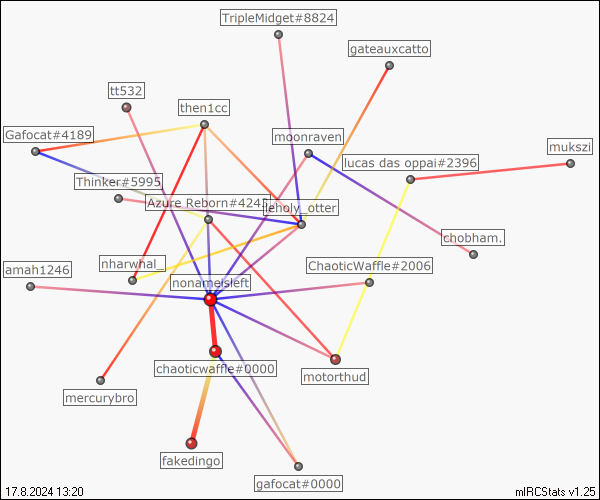 TripleMidget#8824
gateauxcatto
tt532
then1cc
Gafocat#4189
moonraven
mukszi
lucas das oppai#2396
Thinker#5995
Azure Reborn#424
holy_otter
chobham.
nharwhal_
amah1246
ChaoticWaffle#2006
nonameisleft
chaoticwaffle#0000
motorthud
mercurybro
fakedingo
gafocat#0000
17.8.2024 13:20
mIRCStats v1.25